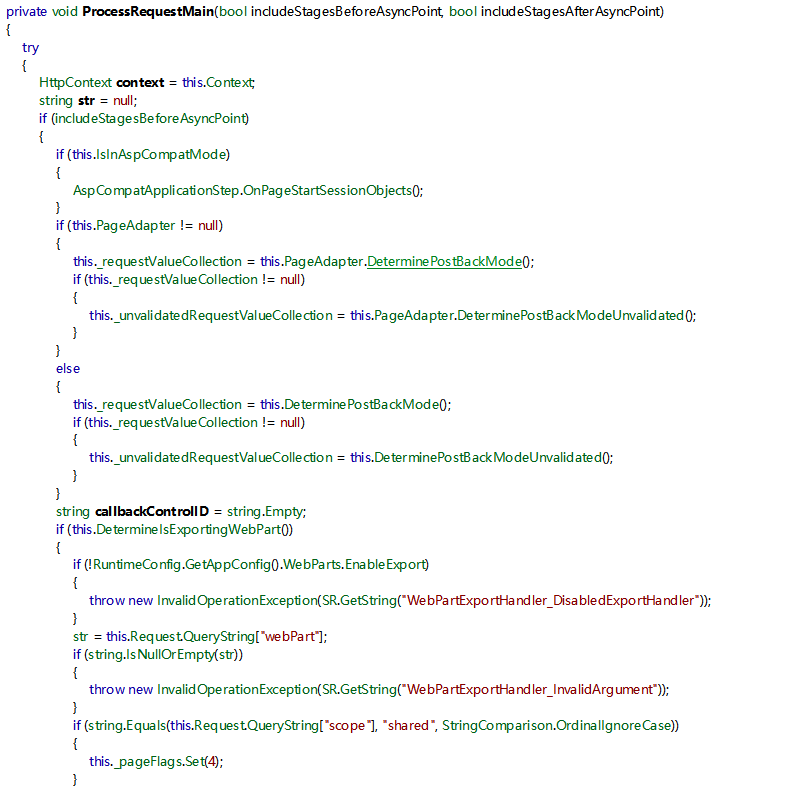 private void ProcessRequestMain(bool includeStagesBeforeAsyncPoint, bool includeStagesAfterAsyncPoint)
{
try
{
HttpContext context = this.Context;
string str = null;
if (includeStagesBeforeAsyncPoint)
{
if (this.IsInAspCompatMode)
{
AspCompatApplicationStep.OnPageStartSessionObjects();
}
if (this.PageAdapter != null)
{
this._requestValueCollection = this.PageAdapter.DeterminePostBackMode();
if (this._requestValueCollection != null)
{
this._unvalidatedRequestValueCollection = this.PageAdapter.DeterminePostBackModeUnvalidated();
}
}
else
{
this._requestValueCollection = this.DeterminePostBackMode();
if (this._requestValueCollection != null)
{
this._unvalidatedRequestValueCollection = this.DeterminePostBackModeUnvalidated();
}
}
string callbackControlID = string.Empty;
if (this.DetermineIsExportingWebPart())
{
if (!RuntimeConfig.GetAppConfig().WebParts.EnableExport)
{
throw new InvalidOperationException(SR.GetString("WebPartExportHandler_DisabledExportHandler"));
}
str = this.Request.QueryString["webPart"];
if (string.IsNullOrEmpty(str))
{
throw new InvalidOperationException(SR.GetString("WebPartExportHandler_InvalidArgument"));
}
if (string.Equals(this.Request.QueryString["scope"], "shared", StringComparison.OrdinalIgnoreCase))
{
this._pageFlags.Set(4);
}